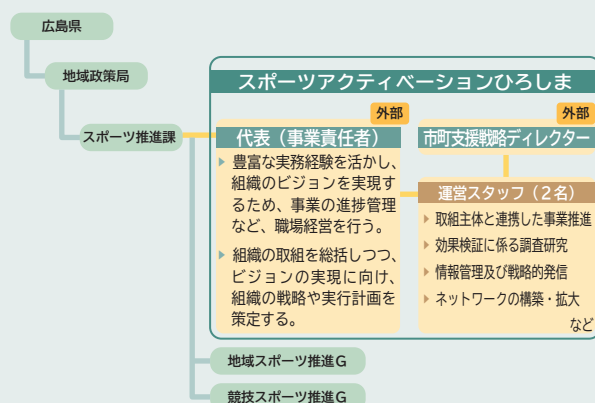 広島県
地域政策局
スポーツ推進課
スポーツアクティベーションひろしま
外部
代表（事業責任者）
▶ 豊富な実務経験を活かし、
組織のビジョンを実現す
るため、事業の進捗管理
など、職場経営を行う。
▶ 組織の取組を総括しつつ、
ビジョンの実現に向け、
組織の戦略や実行計画を
策定する。
外部
市町支援戦略ディレクター
運営スタッフ（２名）
▶ 取組主体と連携した事業推進
▶ 効果検証に係る調査研究
▶ 情報管理及び戦略的発信
▶ ネットワークの構築・拡大
など
地域スポーツ推進G
競技スポーツ推進G